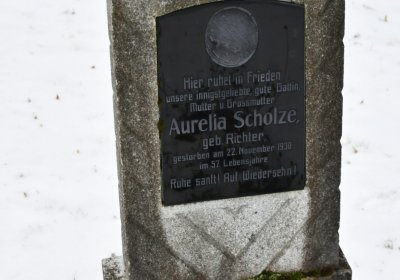 Hier ruhet in Frieden
unsere innigstgeliebte, gute Gattin,
Mutter u. Grossmutter
Aurelia Scholze,
geb. Richter,
gestorben am 22. November 1930
im 57. Lebensjahre
Ruhe sanft! Auf Wiedersehn!